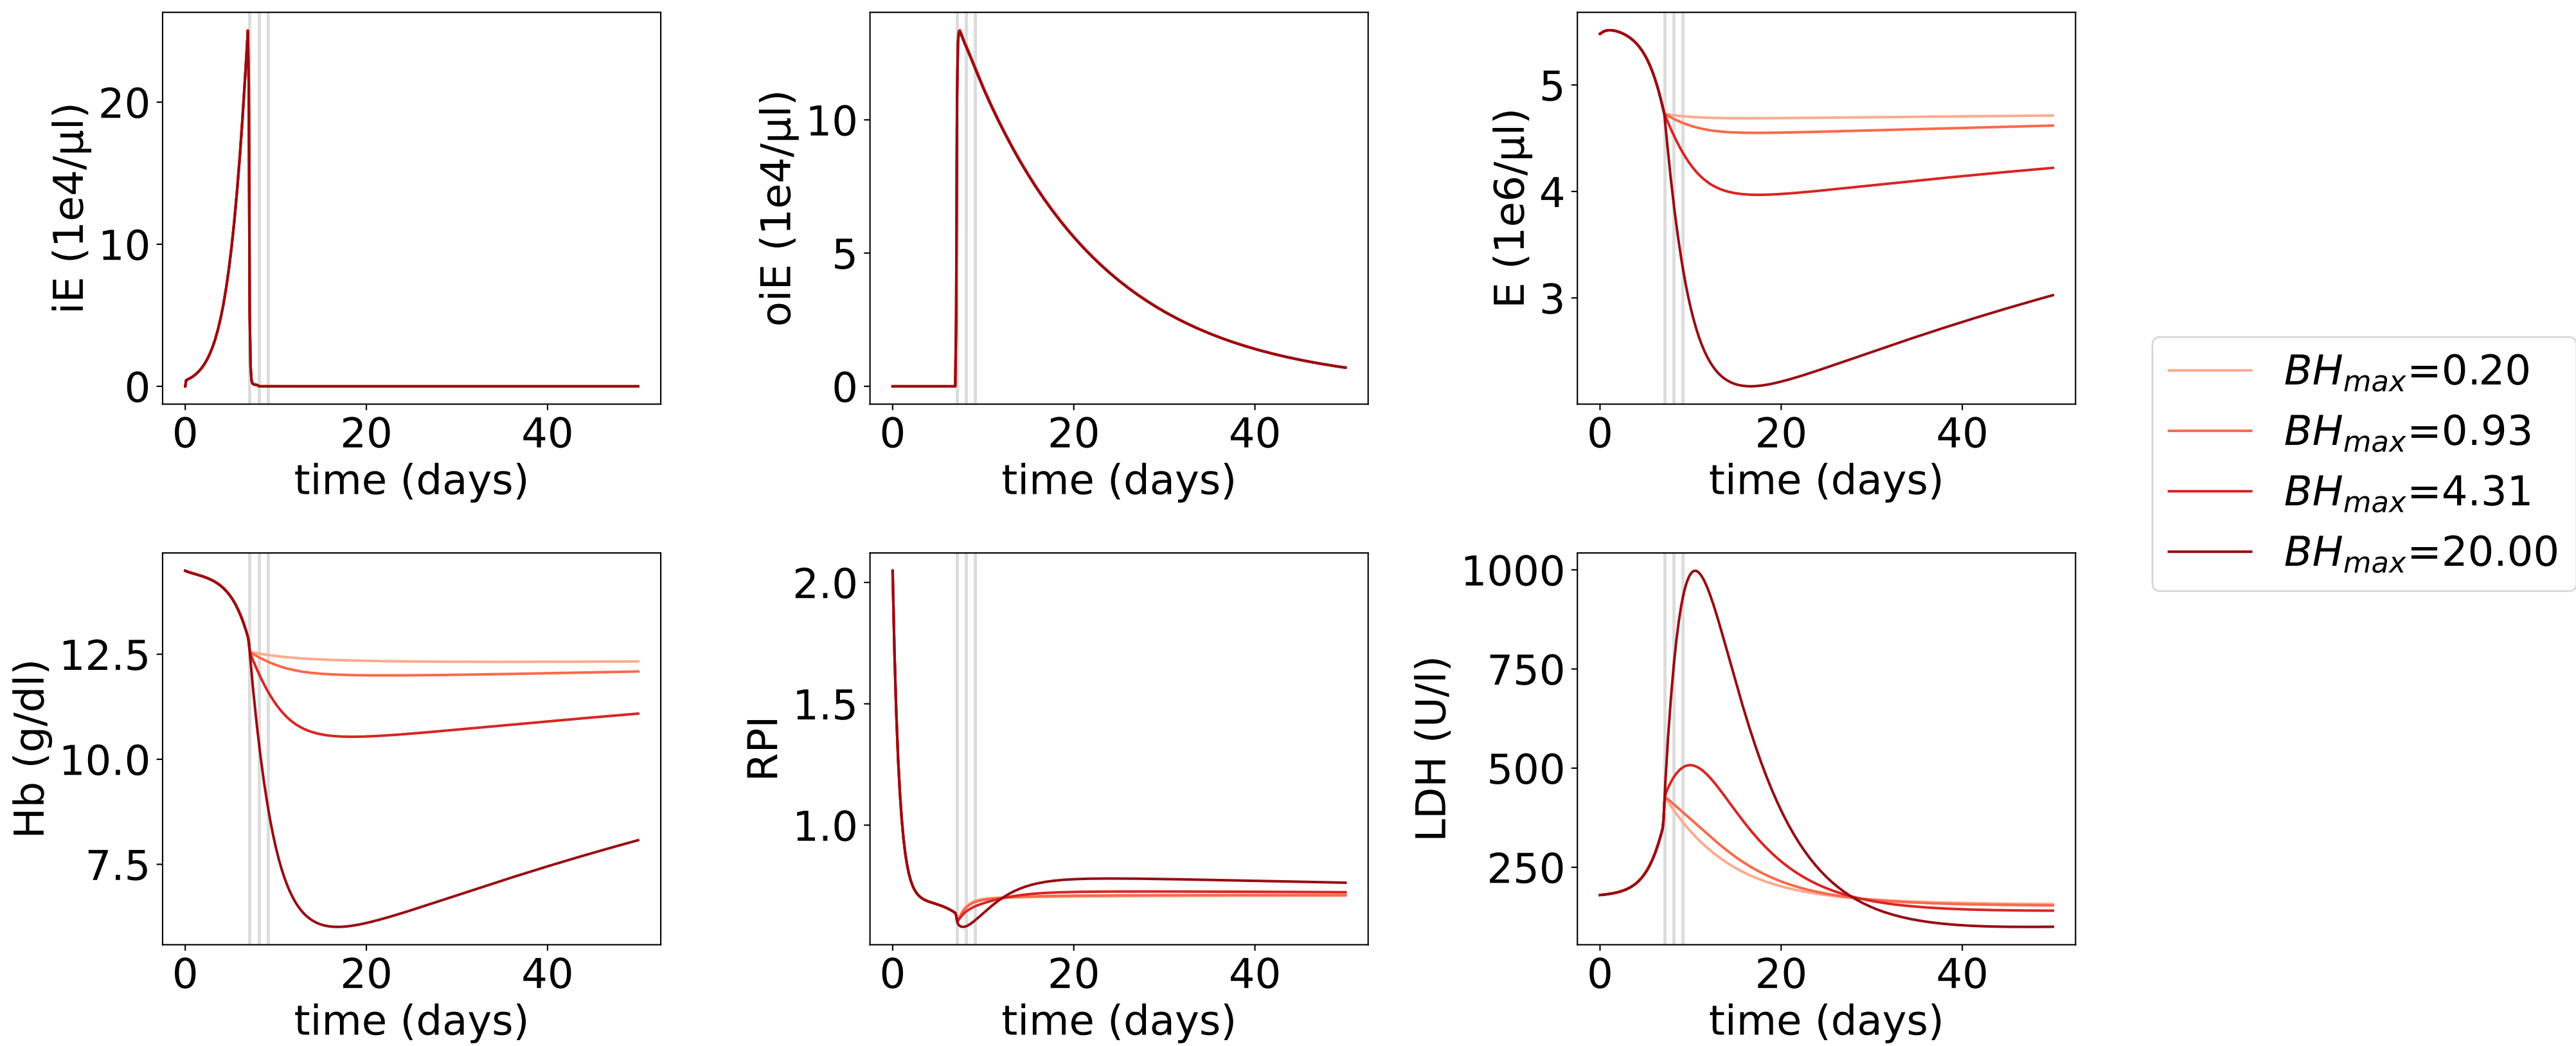 iE (1e4/μl)
20
10
0
0 20 40
time (days)
oiE (1e4/μl)
10
5
0
0 20 40
time (days)
E (1e6/μl)
5
4
3
0 20 40
time (days)
BHmax=0.20
BHmax=0.93
BHmax=4.31
BHmax=20.00
Hb (g/dl)
12.5
10.0
7.5
0 20 40
time (days)
RPI
2.0
1.5
1.0
0 20 40
time (days)
LDH (U/l)
1000
750
500
250
0 20 40
time (days)